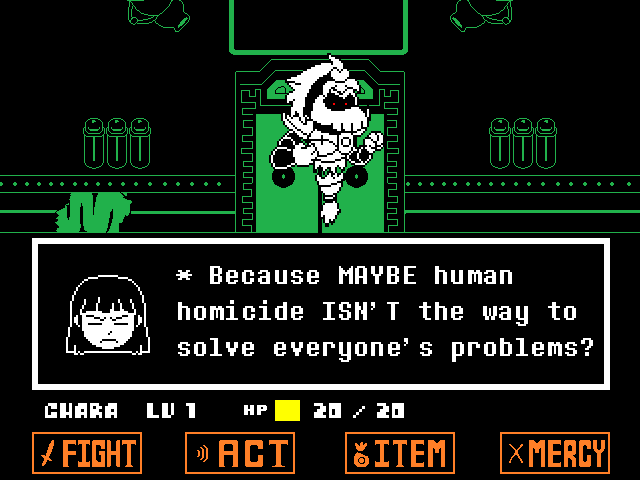 * Because MAYBE human
homicide ISN'T the way to
solve everyone's problems?
CHARA LV 1 HP 20 / 20
FIGHT ACT ITEM MERCY